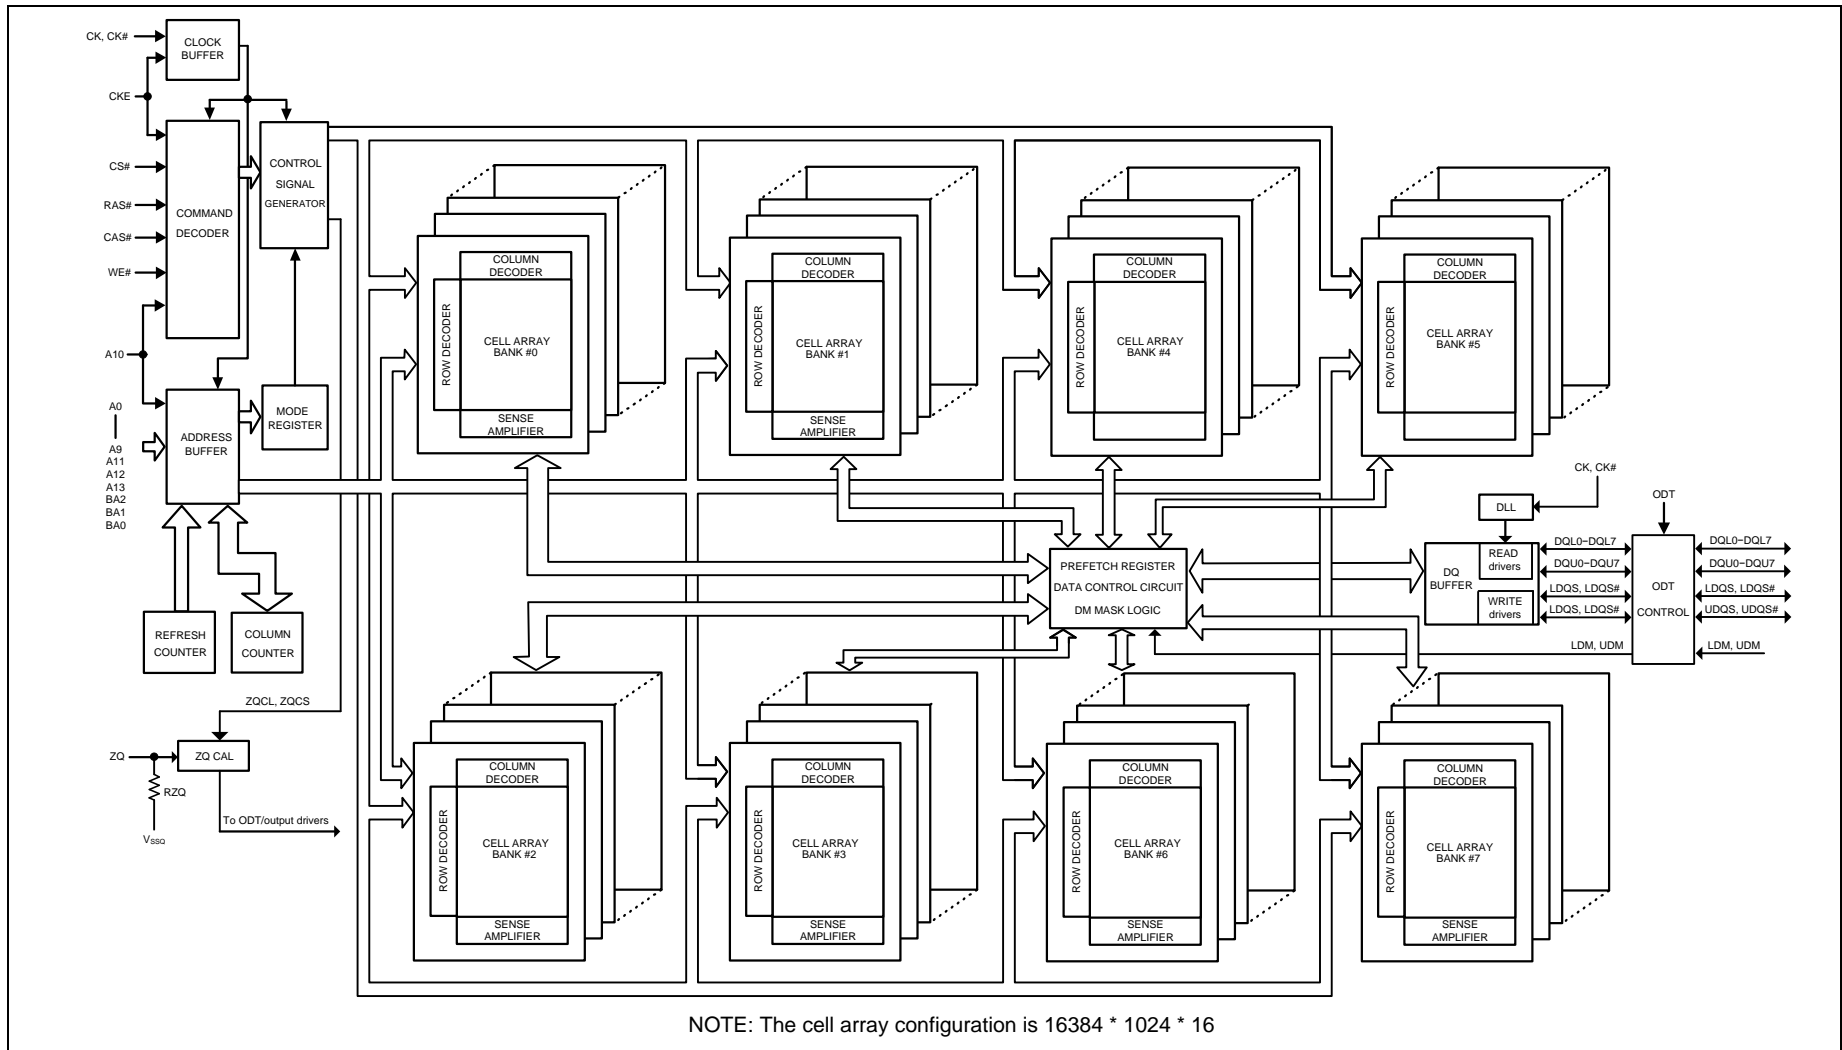 CK, CK#
CLOCK
BUFFER
CKE
CS#
RAS#
CAS#
WE#
COMMAND
DECODER
CONTROL
SIGNAL
GENERATOR
A10
A0
A9
A11
A12
A13
BA2
BA1
BA0
ADDRESS
BUFFER
MODE
REGISTER
REFRESH
COUNTER
COLUMN
COUNTER
ZQCL, ZQCS
ZQ
ZQ CAL
RZQ
VSSQ
To ODT/output drivers
COLUMN
DECODER
ROW DECODER
CELL ARRAY
BANK #0
SENSE
AMPLIFIER
COLUMN
DECODER
ROW DECODER
CELL ARRAY
BANK #1
SENSE
AMPLIFIER
COLUMN
DECODER
ROW DECODER
CELL ARRAY
BANK #4
COLUMN
DECODER
ROW DECODER
CELL ARRAY
BANK #5
PREFETCH REGISTER
DATA CONTROL CIRCUIT
DM MASK LOGIC
CK, CK#
DLL
DQ
BUFFER
READ
drivers
WRITE
drivers
DQL0-DQL7
DQU0-DQU7
LDQS, LDQS#
LDQS, LDQS#
LDM, UDM
ODT
ODT
CONTROL
DQL0-DQL7
DQU0-DQU7
LDQS, LDQS#
UDQS, UDQS#
LDM, UDM
COLUMN
DECODER
ROW DECODER
CELL ARRAY
BANK #2
SENSE
AMPLIFIER
COLUMN
DECODER
ROW DECODER
CELL ARRAY
BANK #3
SENSE
AMPLIFIER
COLUMN
DECODER
ROW DECODER
CELL ARRAY
BANK #6
SENSE
AMPLIFIER
COLUMN
DECODER
ROW DECODER
CELL ARRAY
BANK #7
SENSE
AMPLIFIER
NOTE: The cell array configuration is 16384 * 1024 * 16